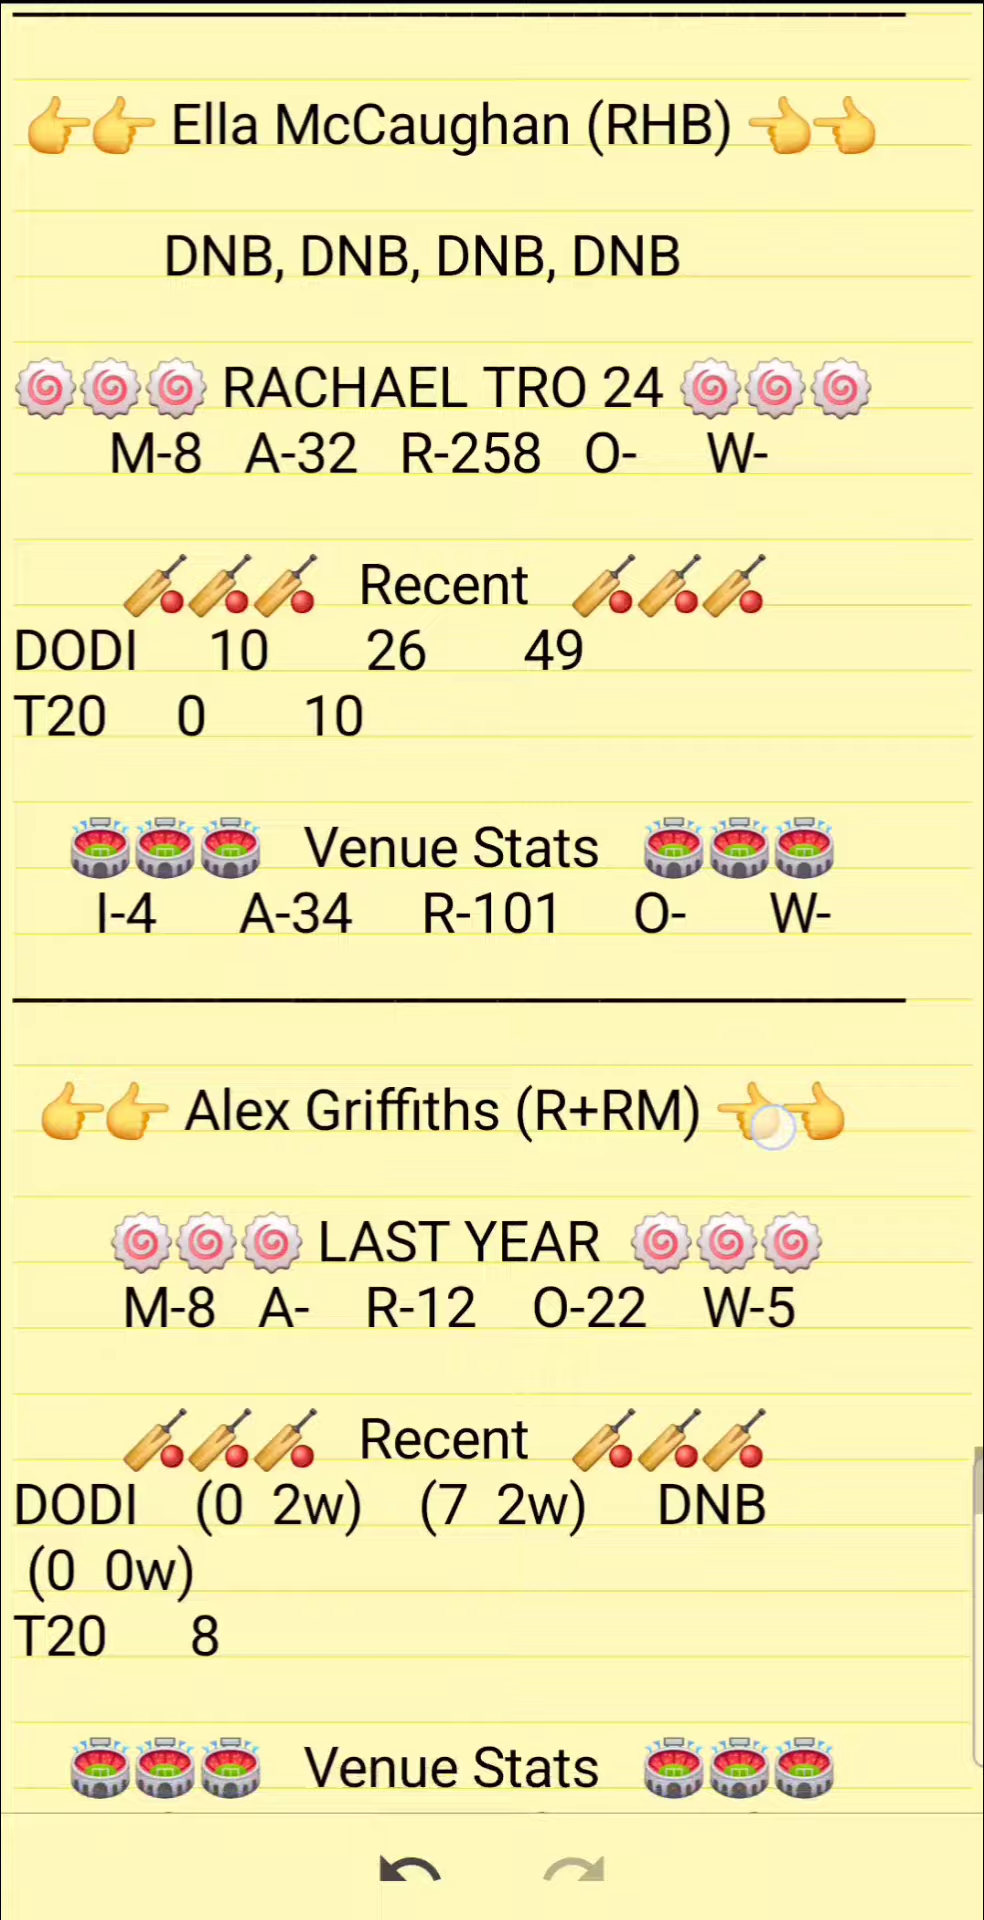 👉👉 Ella McCaughan (RHB) 👈👈
DNB, DNB, DNB, DNB
🍥🍥🍥 RACHAEL TRO 24 🍥🍥🍥
M-8 A-32 R-258 O- W-
🏏🏏🏏 Recent 🏏🏏🏏
DODI 10 26 49
T20 0 10
🏟️🏟️🏟️ Venue Stats 🏟️🏟️🏟️
I-4 A-34 R-101 O- W-
👉👉 Alex Griffiths (R+RM) 👈👈
🍥🍥🍥 LAST YEAR 🍥🍥🍥
M-8 A- R-12 O-22 W-5
🏏🏏🏏 Recent 🏏🏏🏏
DODI (0 2w) (7 2w) DNB
(0 0w)
T20 8
🏟️🏟️🏟️ Venue Stats 🏟️🏟️🏟️